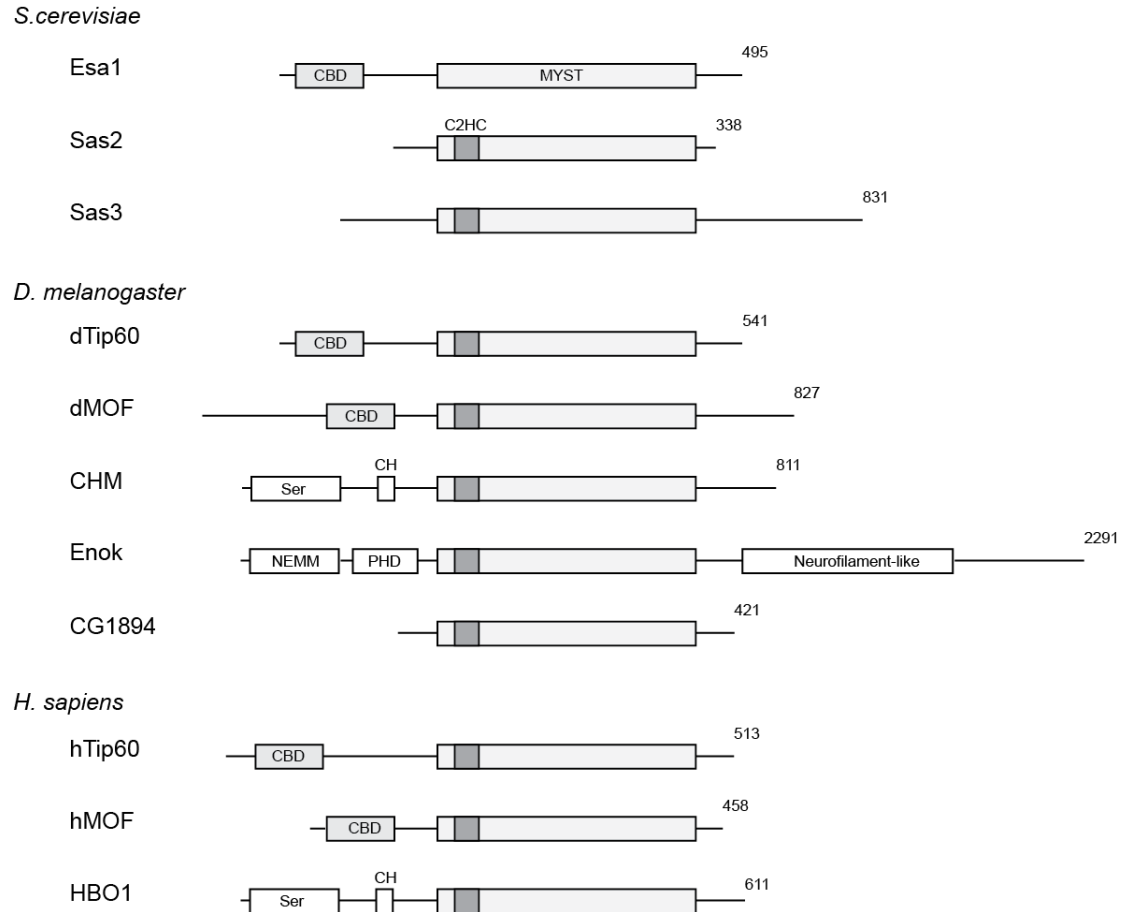 S.cerevisiae
495
Esa1 CBD MYST
C2HC 338
Sas2
831
Sas3
D. melanogaster
541
dTip60 CBD
827
dMOF CBD
CH 811
CHM Ser
2291
Enok NEMM PHD Neurofilament-like
421
CG1894
H. sapiens
513
hTip60 CBD
458
hMOF CBD
CH 611
HBO1 Ser